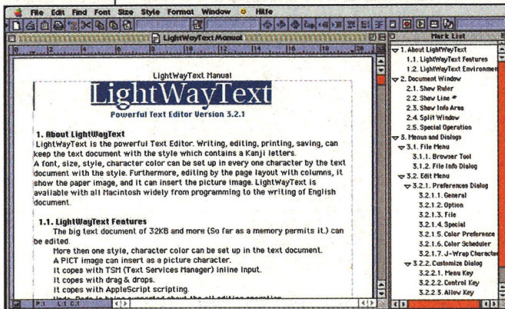 File Edit Find Font Size Style Format Window Hilfe
LightWayText Manual
Mark List
LightWayText Manual
LightWayText
Powerful Text Editor Version 3.2.1
1. About LightWayText
LightWayText is the powerful Text Editor. Writing, editing, printing, saving, can
keep the text document with the style which contains a Kanji letters.
A font, size, style, character color can be set up in every one character by the text
document with the style. Furthermore, editing by the page layout with columns, it
show the paper image, and it can insert the picture image. LightWayText is
available with all Macintosh widely from programming to the writing of English
document.
1.1. LightWayText Features
The big text document of 32KB and more (So far as a memory permits it.) can
be edited.
More then one style, character color can be set up in the text document.
A PICT image can insert as a picture character.
It copes with TSM (Text Services Manager) Inline Input.
It copes with drag & drops.
It copes with AppleScript scripting.
P:1 L:1 C:1
1. About LightWayText
1.1. LightWayText Features
1.2. LightWayText Environmen
2. Document Window
2.1. Show Ruler
2.2. Show Line #
2.3. Show Info Area
2.4. Split Window
2.5. Special Operation
3. Menus and Dialogs
3.1. File Menu
3.1.1. Browser Tool
3.1.2. File Info Dialog
3.2. Edit Menu
3.2.1. Preferences Dialog
3.2.1.1. General
3.2.1.2. Option
3.2.1.3. File
3.2.1.4. Special
3.2.1.5. Color Preference
3.2.1.6. Color Scheduler
3.2.1.7. J-Wrap Character
3.2.2. Customize Dialog
3.2.2.1. Menu Key
3.2.2.2. Control Key
3.2.2.3. Allow Key